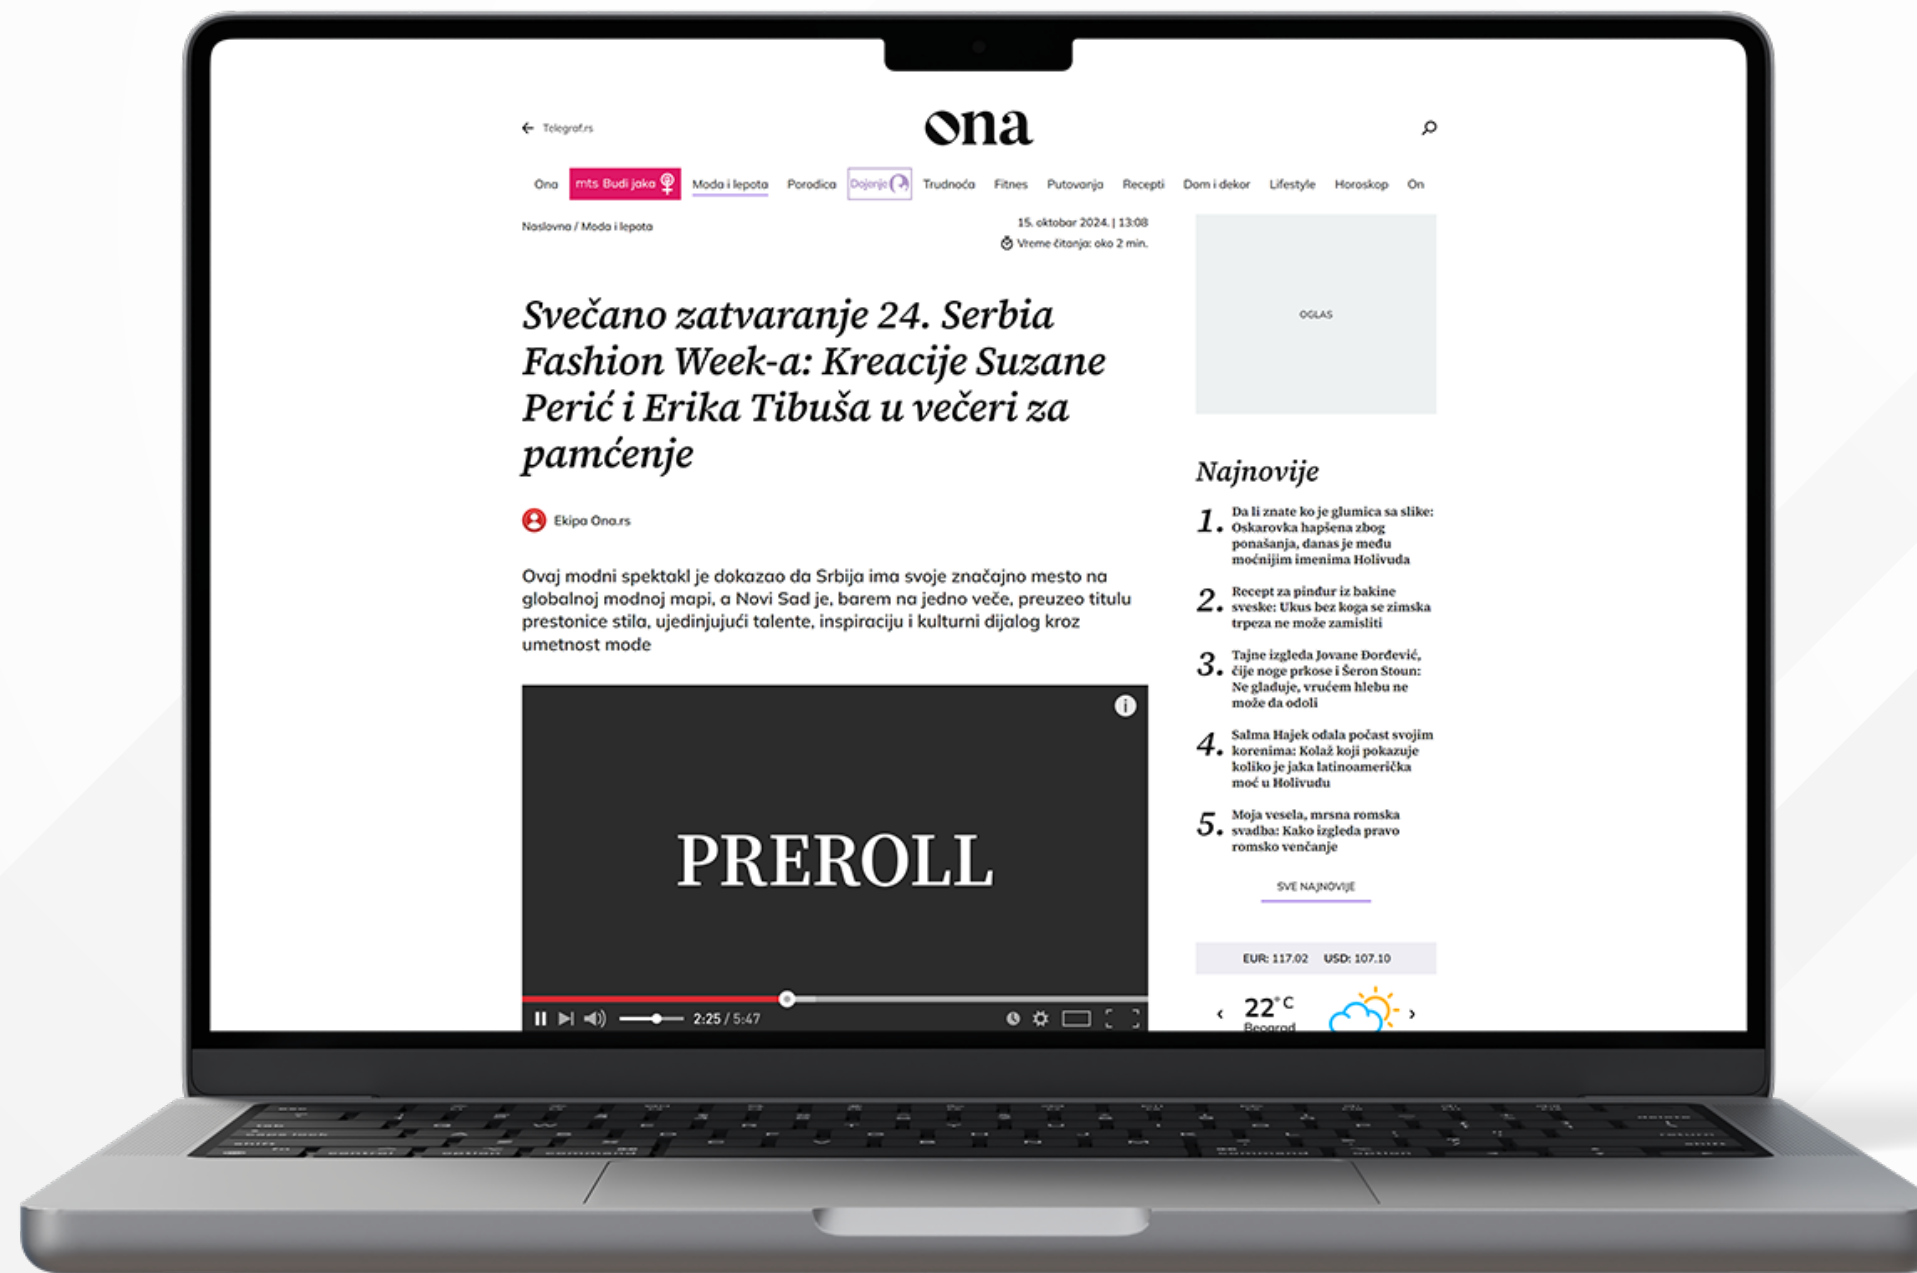 Telegraf.rs
ona
Ona
mts Budi jaka
Moda i lepota
Porodica
Dojenje
Trudnoća
Fitnes
Putovanja
Recepti
Dom i dekor
Lifestyle
Horoskop
On
Naslovna / Moda i lepota
15. oktobar 2024. | 13:08
Vreme čitanja: oko 2 min.
Svečano zatvaranje 24. Serbia
Fashion Week-a: Kreacije Suzane
Perić i Erika Tibuša u večeri za
pamćenje
Ekipa Ona.rs
Ovaj modni spektakl je dokazao da Srbija ima svoje značajno mesto na
globalnoj modnoj mapi, a Novi Sad je, barem na jedno veče, preuzeo titulu
prestonice stila, ujedinjujući talente, inspiraciju i kulturni dijalog kroz
umetnost mode
PREROLL
2:25 / 5:47
OGLAS
Najnovije
1. Da li znate ko je glumica sa slike:
Oskarovka hapšena zbog
ponašanja, danas je među
moćnijim imenima Holivuda
2. Recept za pinđur iz bakine
sveske: Ukus bez koga se zimska
trpeza ne može zamisliti
3. Tajne izgleda Jovane Đorđević,
čije noge prkose i Šeron Stoun:
Ne gladuje, vrućem hlebu ne
može da odoli
4. Salma Hajek odala počast svojim
korenima: Kolaž koji pokazuje
koliko je jaka latinoamerička
moć u Holivudu
5. Moja vesela, mrsna romska
svadba: Kako izgleda pravo
romsko venčanje
SVE NAJNOVIJE
EUR: 117.02 USD: 107.10
22°C
Beograd